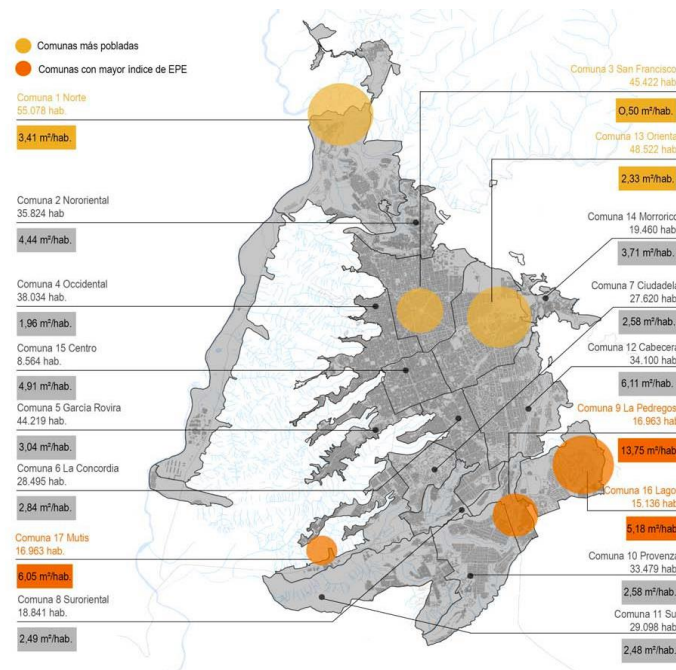 Comunas más pobladas
Comunas con mayor índice de EPE
Comuna 1 Norte
55.078 hab.
3,41 m²/hab.
Comuna 2 Nororiental
35.824 hab
4,44 m²/hab.
Comuna 4 Occidental
38.034 hab.
1,96 m²/hab.
Comuna 15 Centro
8.564 hab.
4,91 m²/hab.
Comuna 5 García Rovira
44.219 hab.
3,04 m²/hab.
Comuna 6 La Concordia
28.495 hab.
2,84 m²/hab.
Comuna 17 Mutis
16.963 hab.
6,05 m²/hab.
Comuna 8 Suroriental
18.841 hab.
2,49 m²/hab.
Comuna 3 San Francisco
45.422 hab
O,50 m²/hab.
Comuna 13 Orienta
48.522 hab
2,33 m²/hab.
Comuna 14 Morroric
19.460 hab
3,71 m²/hab.
Comuna 7 Ciudadela
27.620 hab
2,58 m²/hab.
Comuna 12 Cabecera
34.100 hab
6,11 m²/hab.
Comuna 9 La Pedregos
16.963 hab
13,75 m²/hab
Comuna 16 Lago
15.136 hab
5,18 m²/hab.
Comuna 10 Provenza
33.479 hab
2,58 m²/hab.
Comuna 11 Su
29.098 hab
2,48 m²/hab.